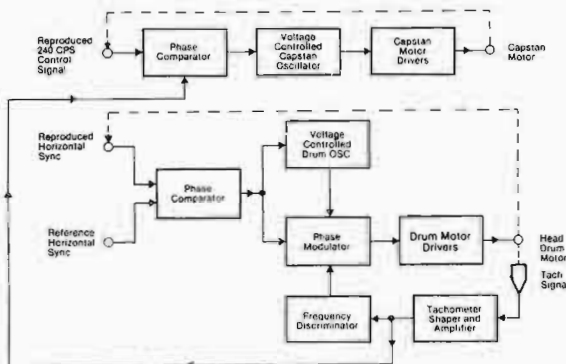 Reproduced
240 CPS
Control
Signal
Phase
Comparator
Voltage
Controlled
Capstan
Oscillator
Capstan
Motor
Drivers
Capstan
Motor
Reproduced
Horizontal
Sync
Voltage
Controlled
Drum OSC
Phase
Comparator
Reference
Horizontal
Sync
Phase
Modulator
Drum Motor
Drivers
Head
Drum
Motor
Tach
Signal
Frequency
Discriminator
Tachometer
Shaper and
Amplifier